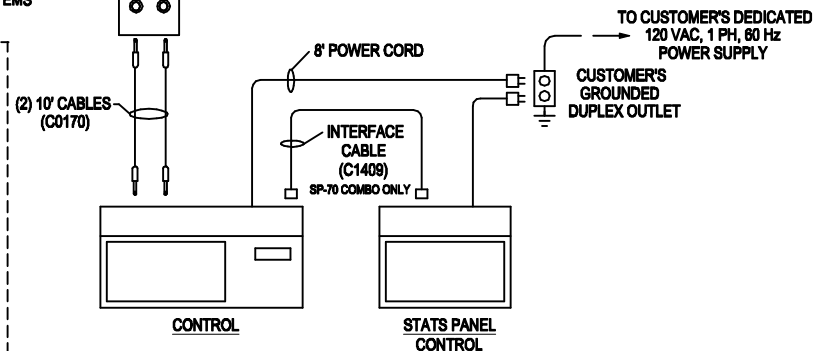 EMS
TO CUSTOMER'S DEDICATED
120 VAC, 1 PH, 60 Hz
POWER SUPPLY
8' POWER CORD
CUSTOMER'S
GROUNDED
DUPLEX OUTLET
(2) 10' CABLES
(C0170)
INTERFACE
CABLE
(C1409)
SP-70 COMBO ONLY
CONTROL
STATS PANEL
CONTROL